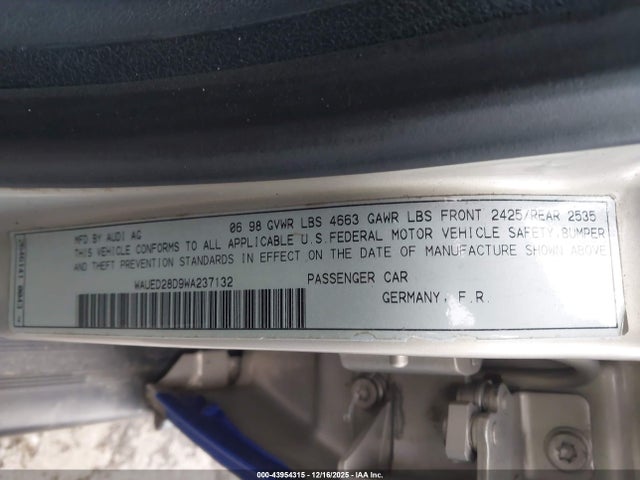 06 98 GVWR LBS 4663 GAWR LBS FRONT 2425/REAR 2535
MFD BY AUDI AG
THIS VEHICLE CONFORMS TO ALL APPLICABLE U.S.FEDERAL MOTOR VEHICLE SAFETY,BUMPER
AND THEFT PREVENTION STANDARDS IN EFFECT ON THE DATE OF MANUFACTURE SHOWN ABOVE
WAUED28D9WA237132
PASSENGER CAR
GERMANY, F.R.
000-43954315 - 12/16/2025 - © IAA Inc.